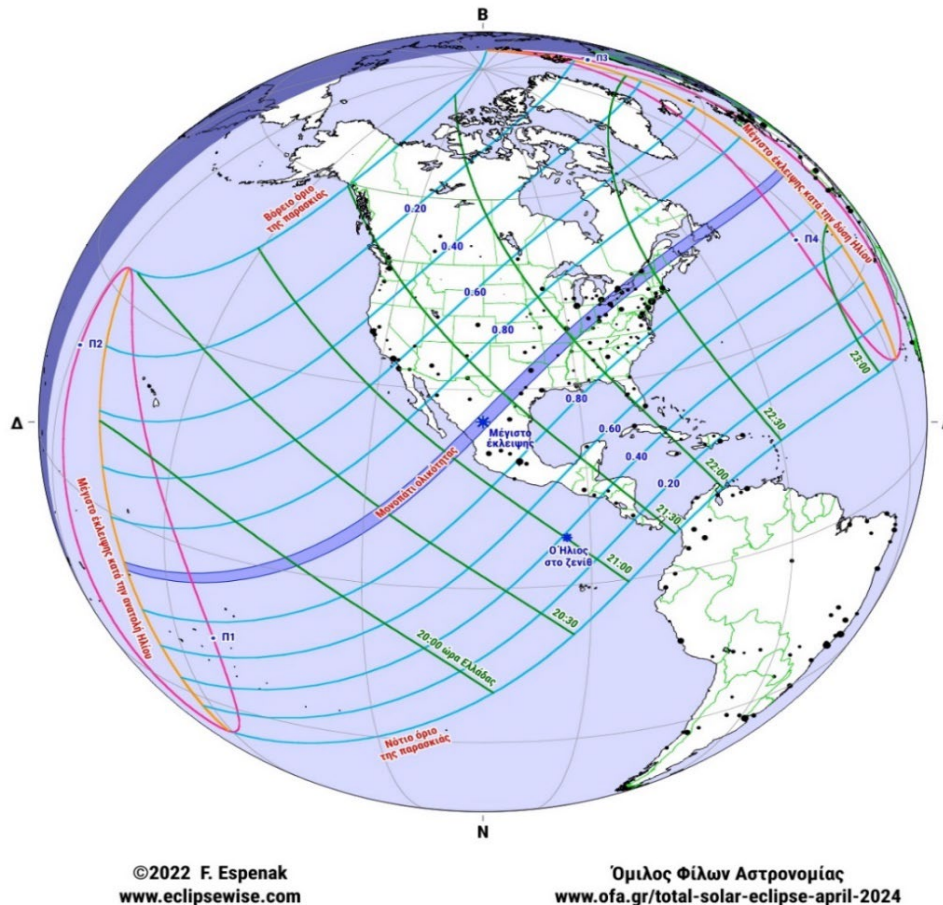 Β
Π3
Μέγιστο έκλειψης κατά την δύση Ηλίου
Βόρειο όριο
της παρασκιάς
0.20
Π4
0.40
0.60
0.80
Π2
23:00
Δ
0.80
22:30
Μέγιστο
έκλειψης
0.60
Μονοπάτι ολικότητας
0.40
22:00
0.20
21:30
Ο Ήλιος
στο ζενίθ
21:00
Μέγιστο έκλειψης κατά την ανατολή Ηλίου
20:30
Π1
20:00 ώρα Ελλάδας
Νότιο όριο
της παρασκιάς
Ν
©2022 F. Espenak
www.eclipsewise.com
Όμιλος Φίλων Αστρονομίας
www.ofa.gr/total-solar-eclipse-april-2024